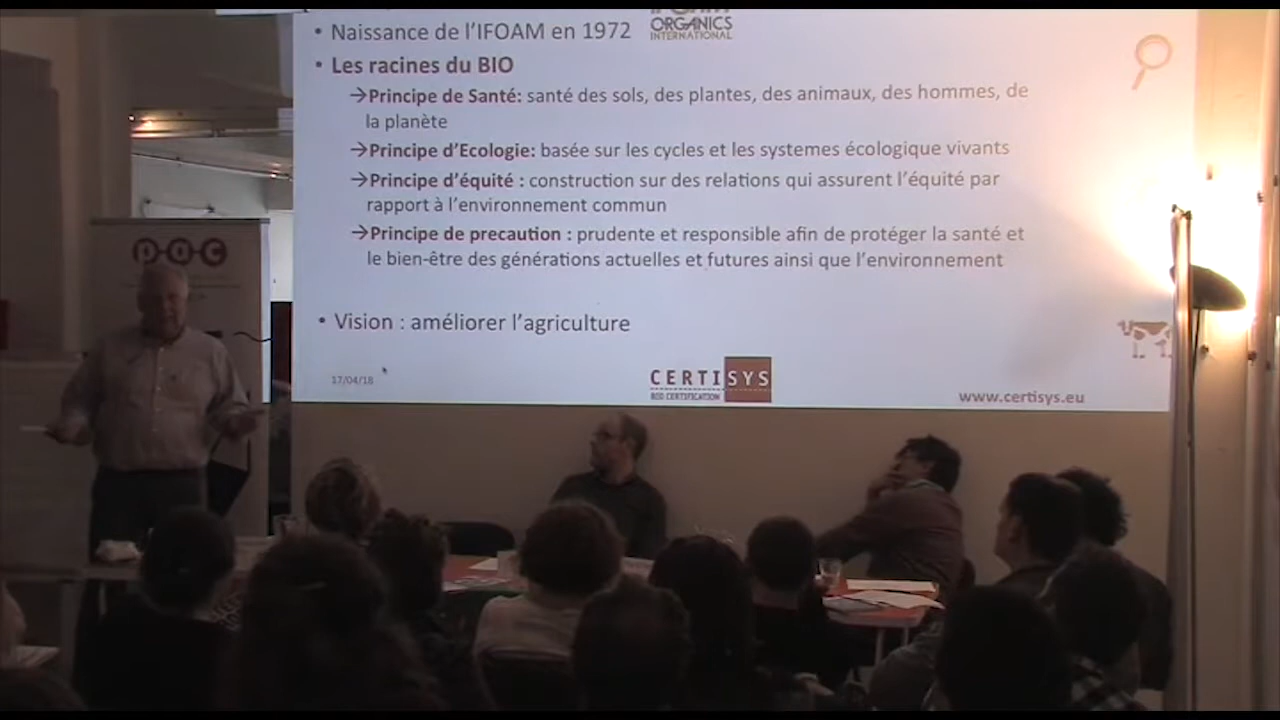 • Naissance de l'IFOAM en 1972
ORGANICS
INTERNATIONAL
• Les racines du BIO
→Principe de Santé: santé des sols, des plantes, des animaux, des hommes, de
la planète
→Principe d'Ecologie: basée sur les cycles et les systemes écologique vivants
→Principe d'équité : construction sur des relations qui assurent l'équité par
rapport à l'environnement commun
→Principe de precaution : prudente et responsible afin de protéger la santé et
le bien-être des générations actuelles et futures ainsi que l'environnement
• Vision : améliorer l'agriculture
17/04/18
CERTISYS
BIO CERTIFICATION
www.certisys.eu